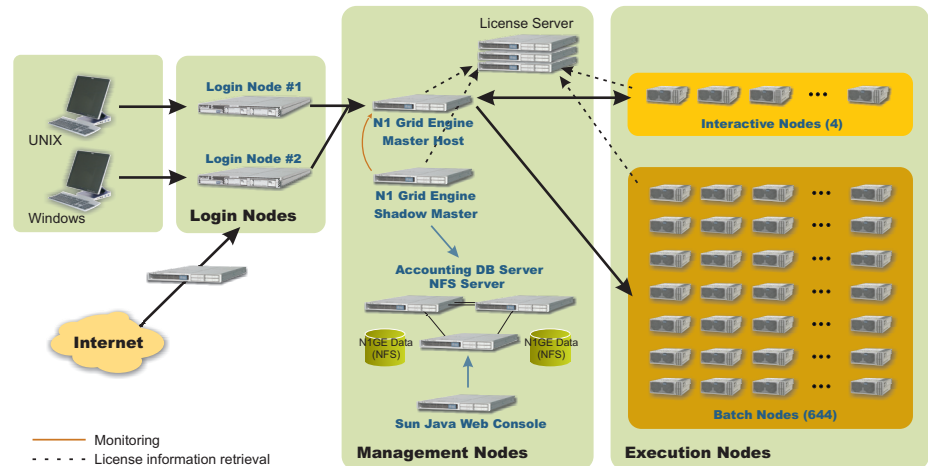 License Server
UNIX
Windows
Login Node #1
Login Node #2
Login Nodes
Internet
N1 Grid Engine
Master Host
N1 Grid Engine
Shadow Master
Accounting DB Server
NFS Server
N1GE Data
(NFS)
N1GE Data
(NFS)
Sun Java Web Console
Management Nodes
•••
Interactive Nodes (4)
•••
•••
•••
•••
•••
•••
•••
Batch Nodes (644)
Execution Nodes
Monitoring
License information retrieval